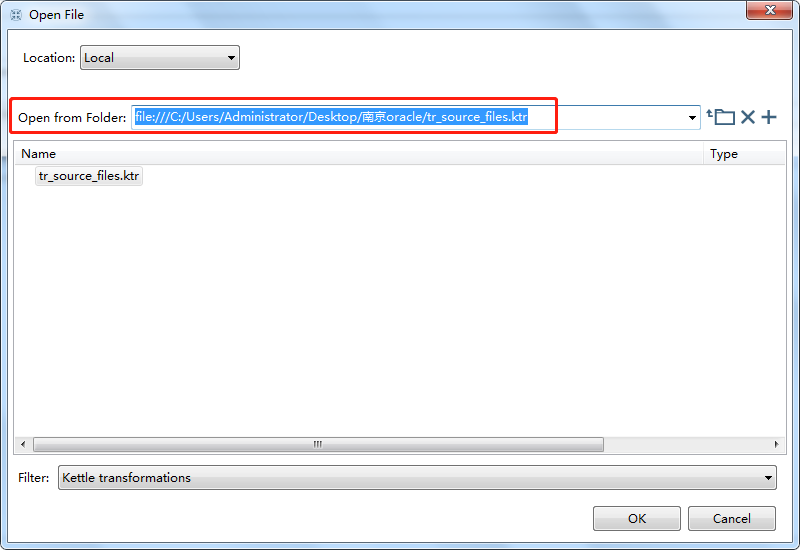 Open File
Location: Local
Open from Folder: file:///C:/Users/Administrator/Desktop/南京oracle/tr_source_files.ktr
Name Type
tr_source_files.ktr
Filter: Kettle transformations
OK Cancel